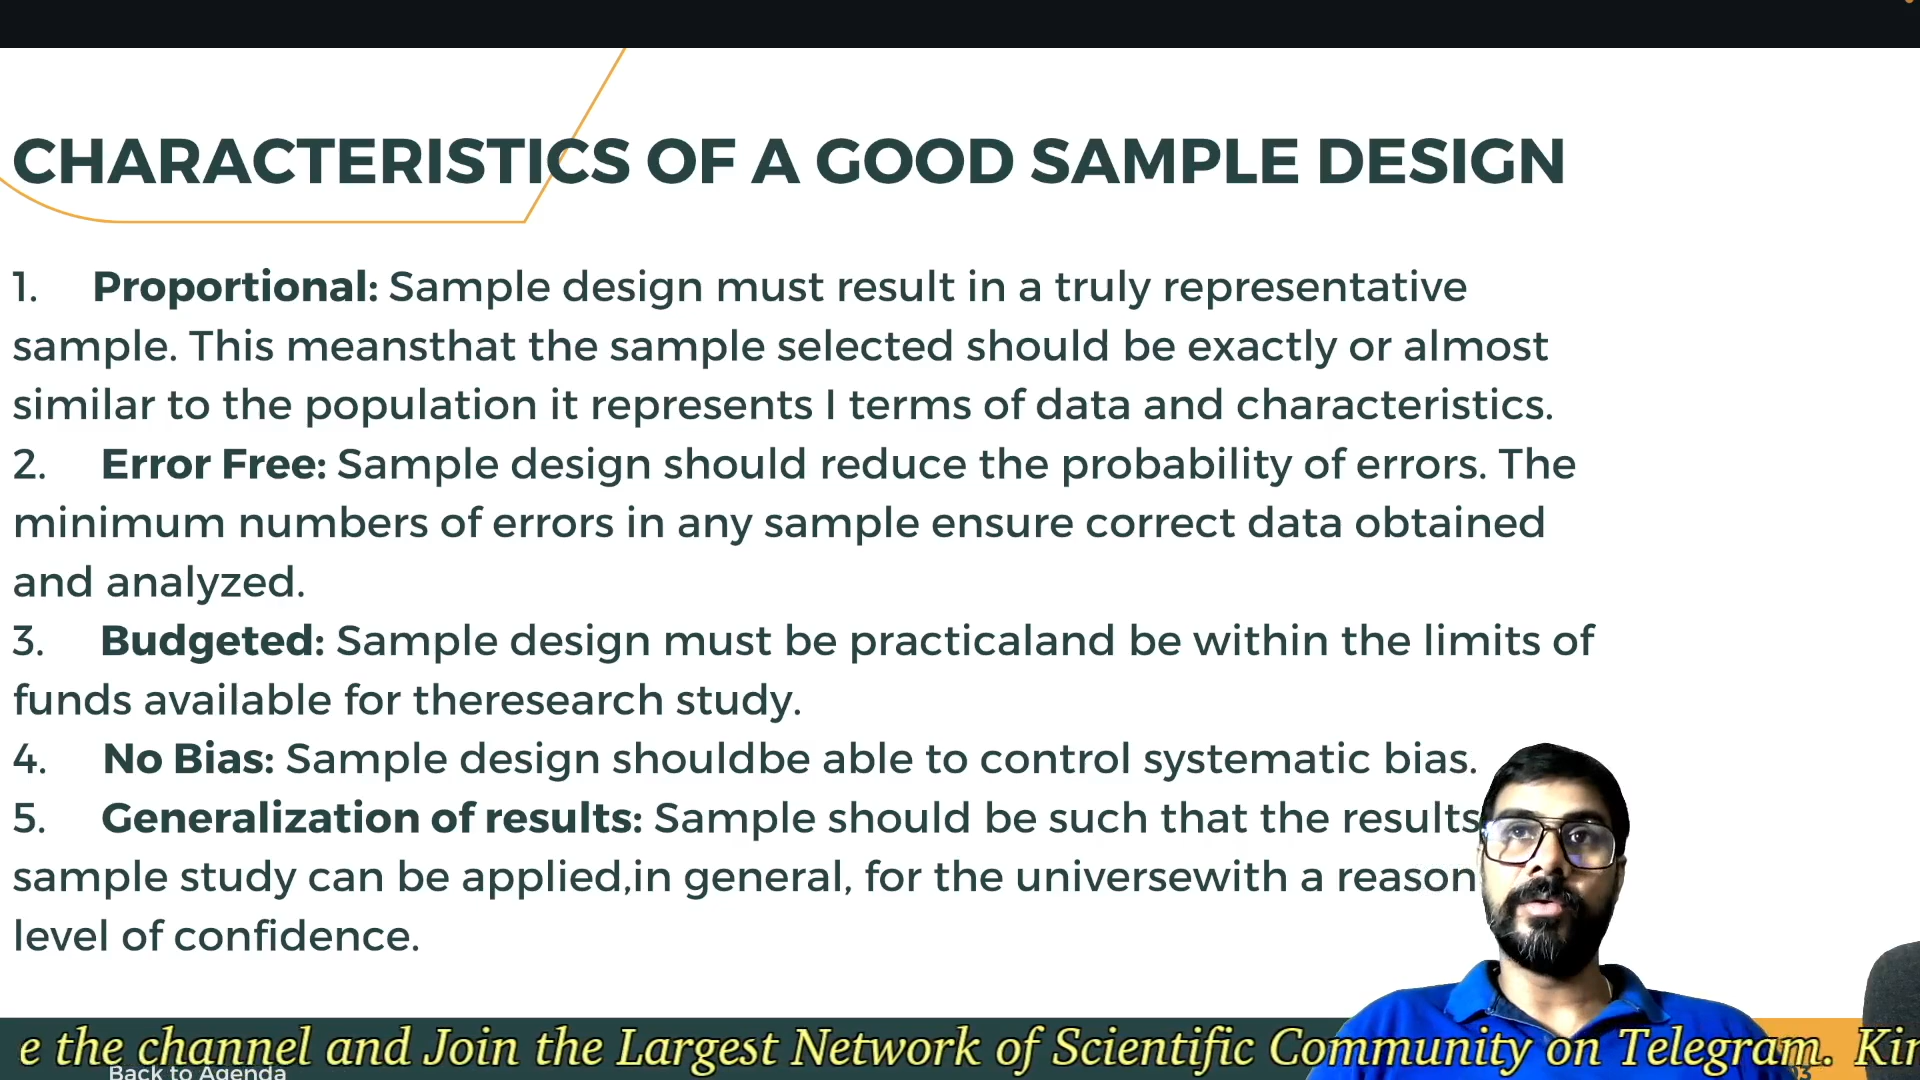 CHARACTERISTICS OF A GOOD SAMPLE DESIGN
1. Proportional: Sample design must result in a truly representative
sample. This meansthat the sample selected should be exactly or almost
similar to the population it represents I terms of data and characteristics.
2. Error Free: Sample design should reduce the probability of errors. The
minimum numbers of errors in any sample ensure correct data obtained
and analyzed.
3. Budgeted: Sample design must be practicaland be within the limits of
funds available for theresearch study.
4. No Bias: Sample design shouldbe able to control systematic bias.
5. Generalization of results: Sample should be such that the results
sample study can be applied,in general, for the universewith a reason
level of confidence.
e the channel and Join the Largest Network of Scientific Community on Telegram. Kin
Back to Agenda